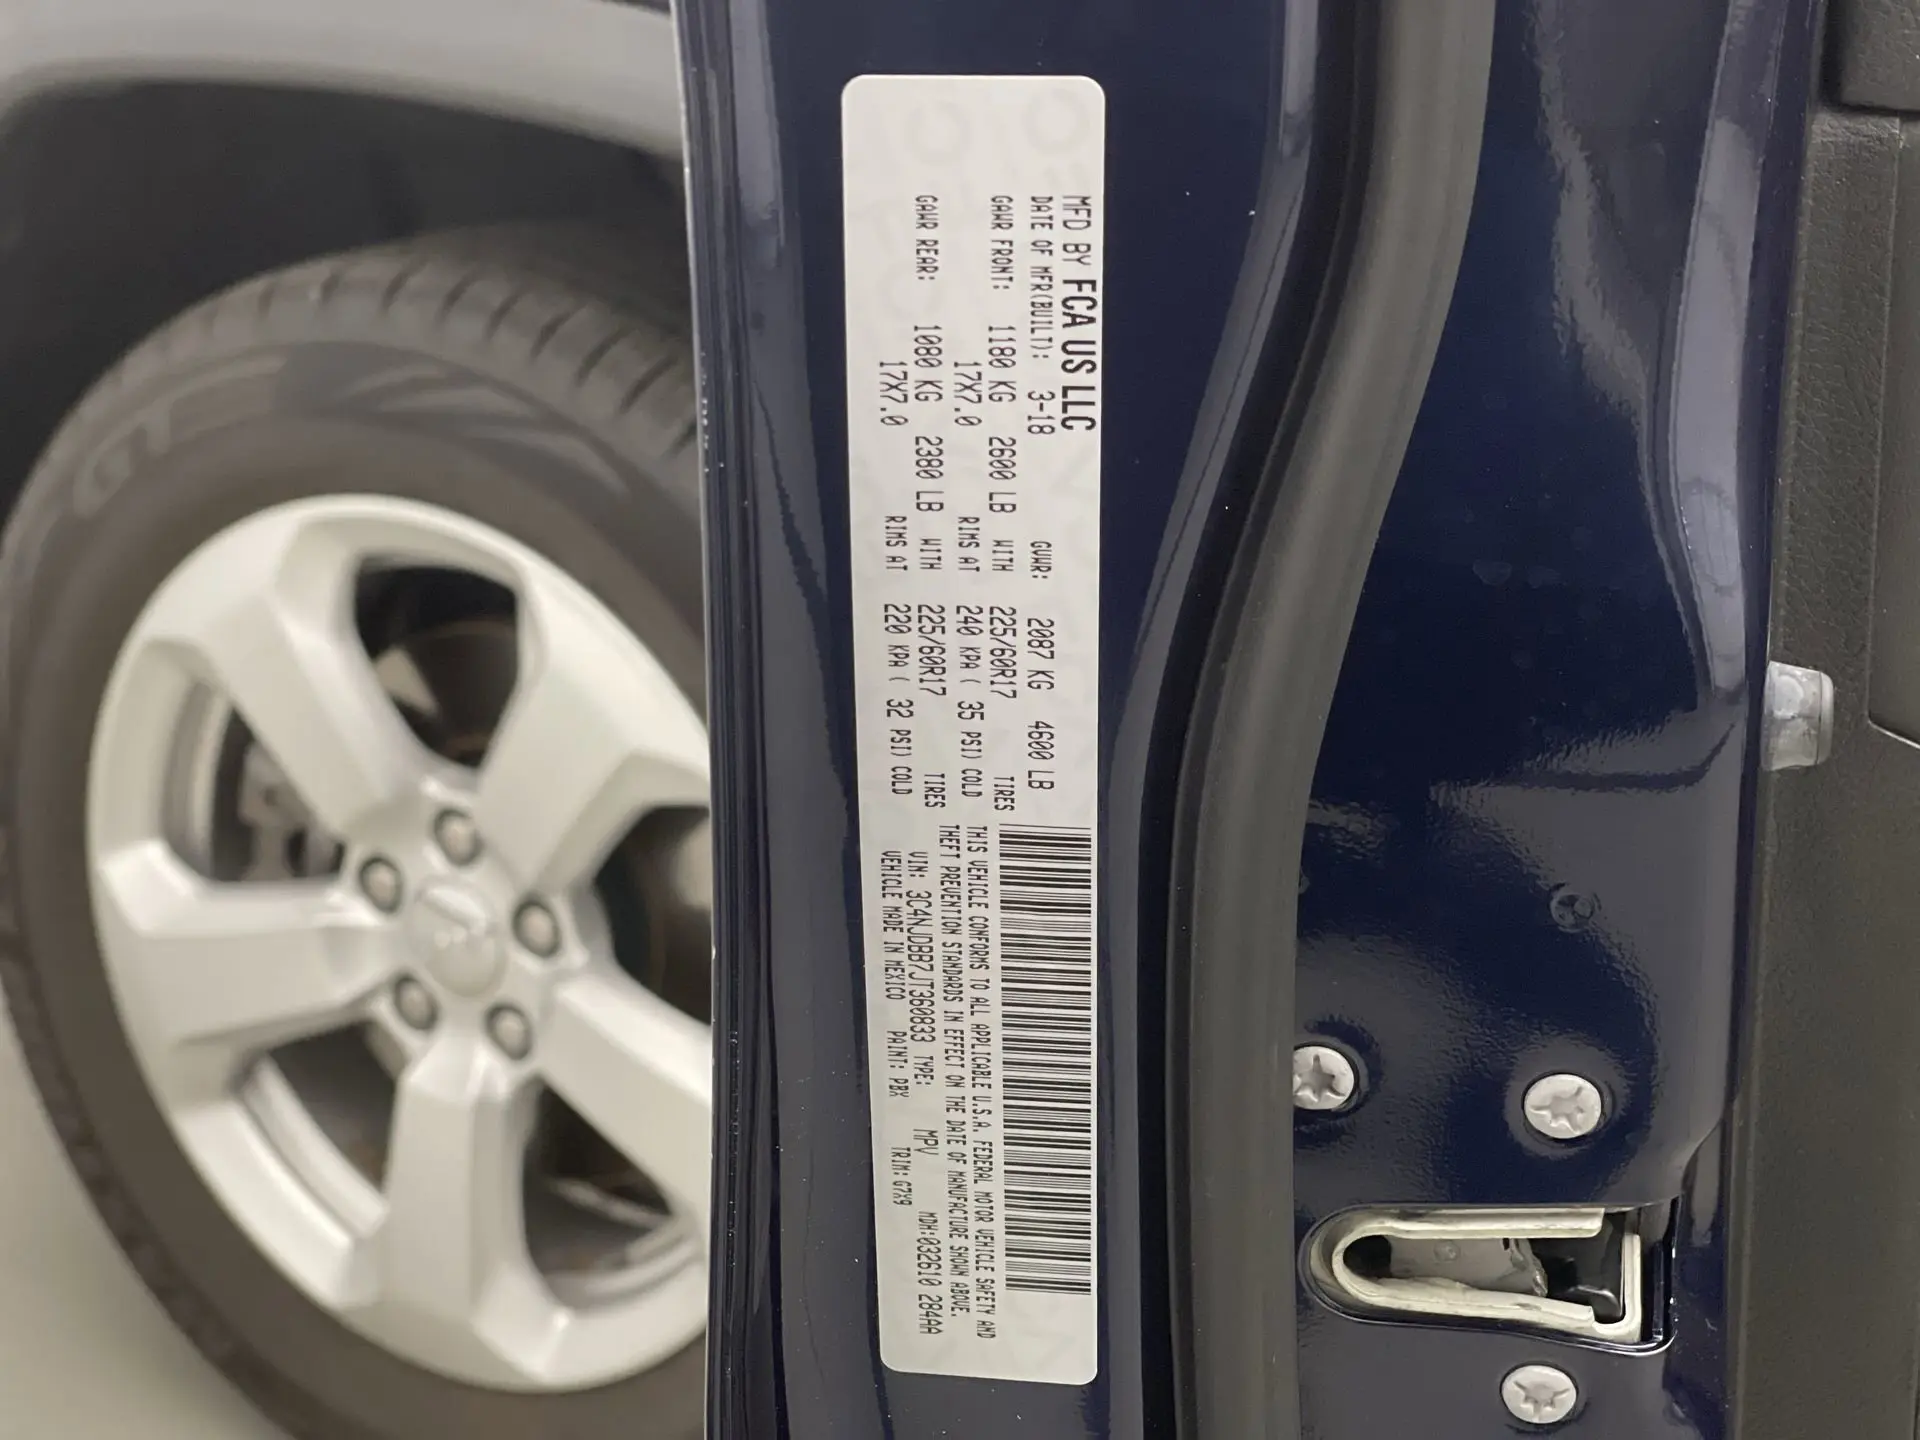 MFD BY FCA US LLC
DATE OF MFR(BUILT): 3-18 GVWR: 2087 KG 4600 LB
GAWR FRONT: 1180 KG 2600 LB WITH 225/60R17 TIRES
17X7.0 RIMS AT 240 KPA ( 35 PSI) COLD
GAWR REAR: 1080 KG 2380 LB WITH 225/60R17 TIRES
17X7.0 RIMS AT 220 KPA ( 32 PSI) COLD
THIS VEHICLE CONFORMS TO ALL APPLICABLE U.S.A. FEDERAL MOTOR VEHICLE SAFETY AND
THEFT PREVENTION STANDARDS IN EFFECT ON THE DATE OF MANUFACTURE SHOWN ABOVE.
VIN: 3C4NJDBB7JT360833 TYPE: MPV MDH:032610 284AA
VEHICLE MADE IN MEXICO PAINT: PBX TRIM: G7X9
GT